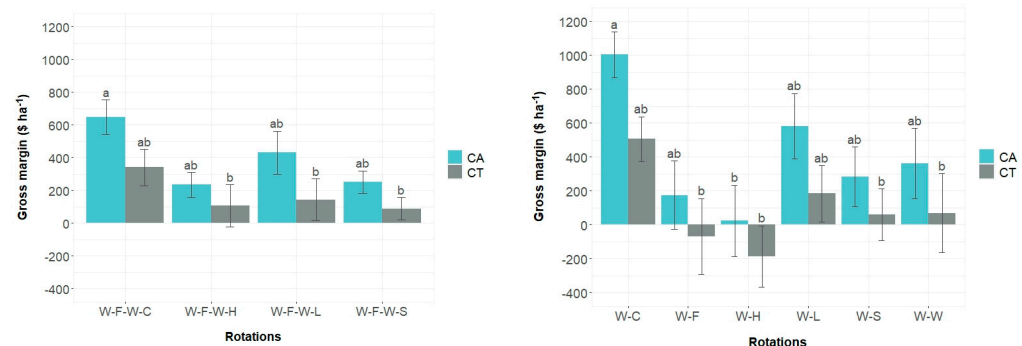 1200
1000
800
600
400
200
0
-200
-400
Gross margin ($ ha⁻¹)
a
ab
ab
b
ab
b
ab
b
W-F-W-C W-F-W-H W-F-W-L W-F-W-S
Rotations
CA
CT
1200
1000
800
600
400
200
0
-200
-400
Gross margin ($ ha⁻¹)
a
ab
ab
b
b
b
ab
ab
ab
b
ab
b
W-C W-F W-H W-L W-S W-W
Rotations
CA
CT